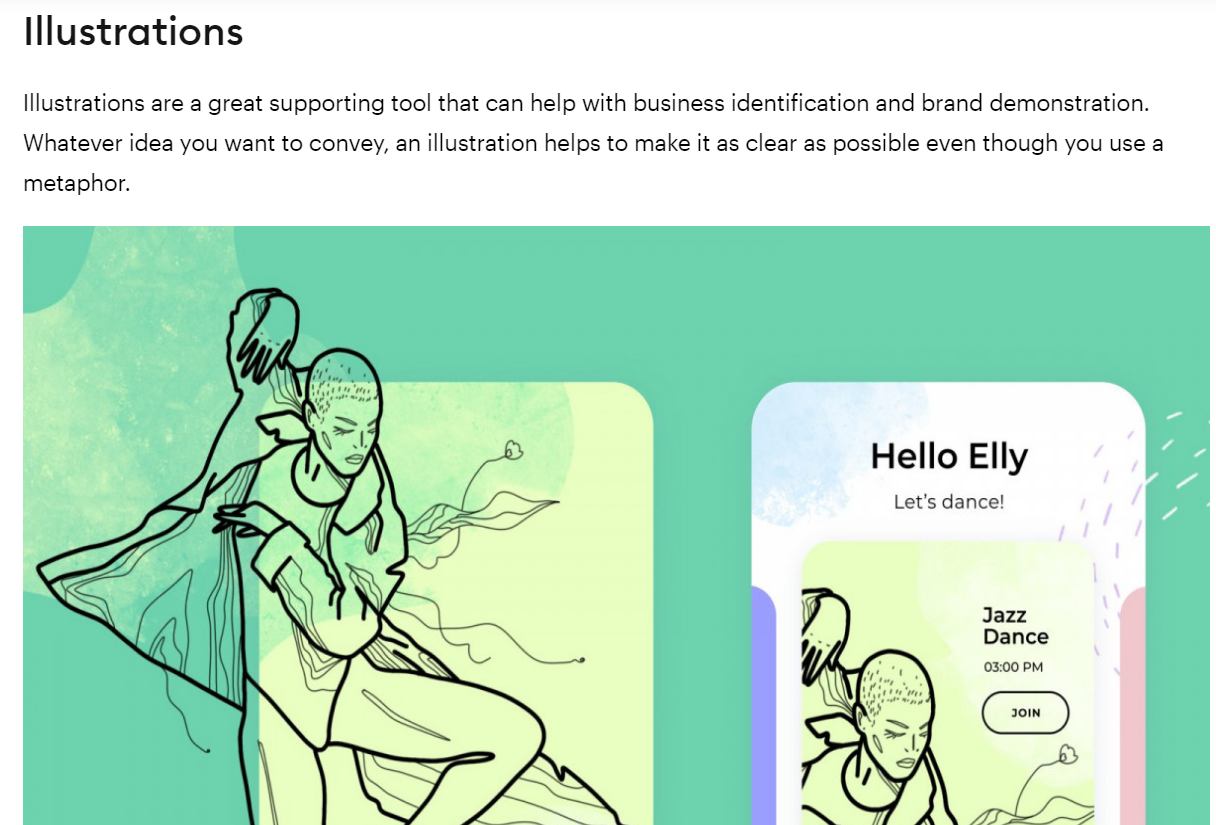 Illustrations
Illustrations are a great supporting tool that can help with business identification and brand demonstration.
Whatever idea you want to convey, an illustration helps to make it as clear as possible even though you use a
metaphor.
Hello Elly
Let's dance!
Jazz
Dance
03:00 PM
JOIN